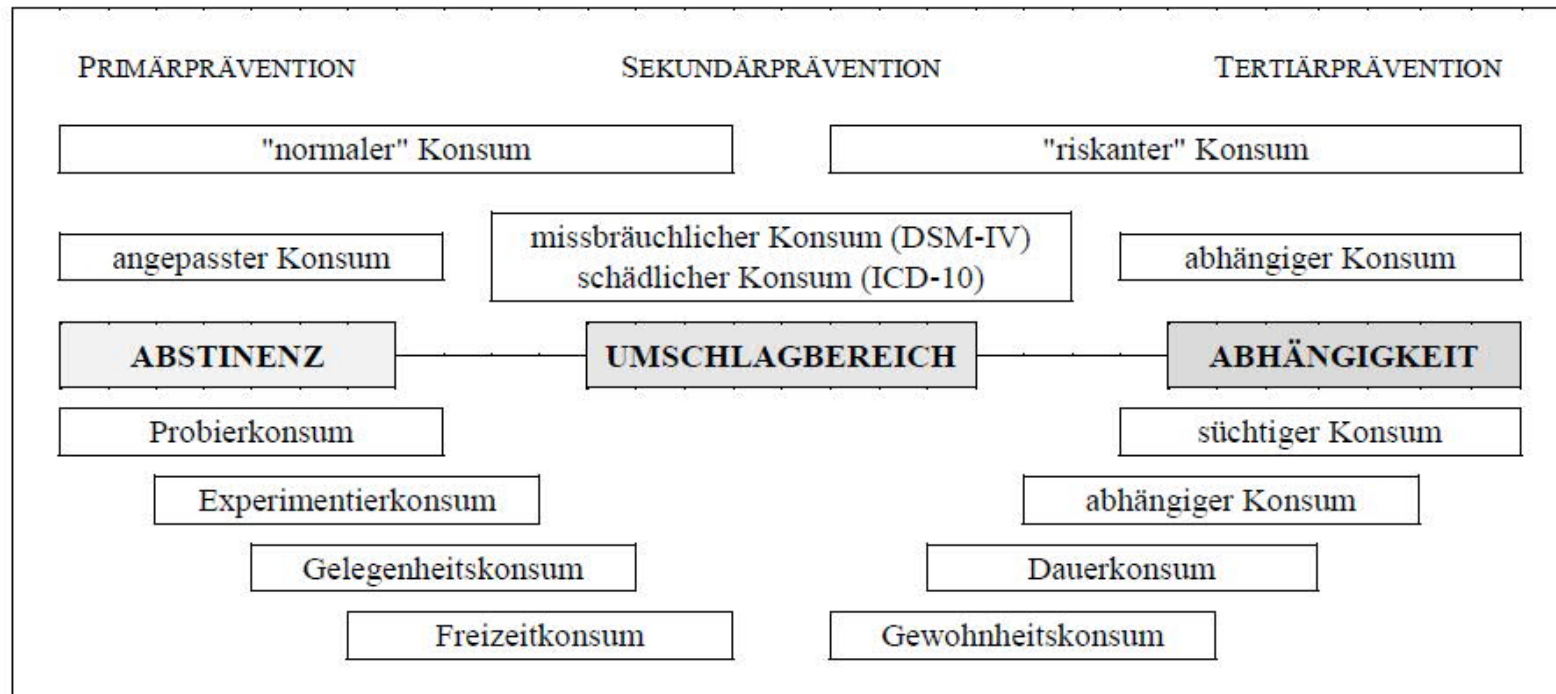 PRIMÄRPRÄVENTION SEKUNDÄRPRÄVENTION TERTIÄRPRÄVENTION
"normaler" Konsum "riskanter" Konsum
angepasster Konsum
missbräuchlicher Konsum (DSM-IV)
schädlicher Konsum (ICD-10)
abhängiger Konsum
ABSTINENZ UMSCHLAGBEREICH ABHÄNGIGKEIT
Probierkonsum süchtiger Konsum
Experimentierkonsum abhängiger Konsum
Gelegenheitskonsum Dauerkonsum
Freizeitkonsum Gewohnheitskonsum